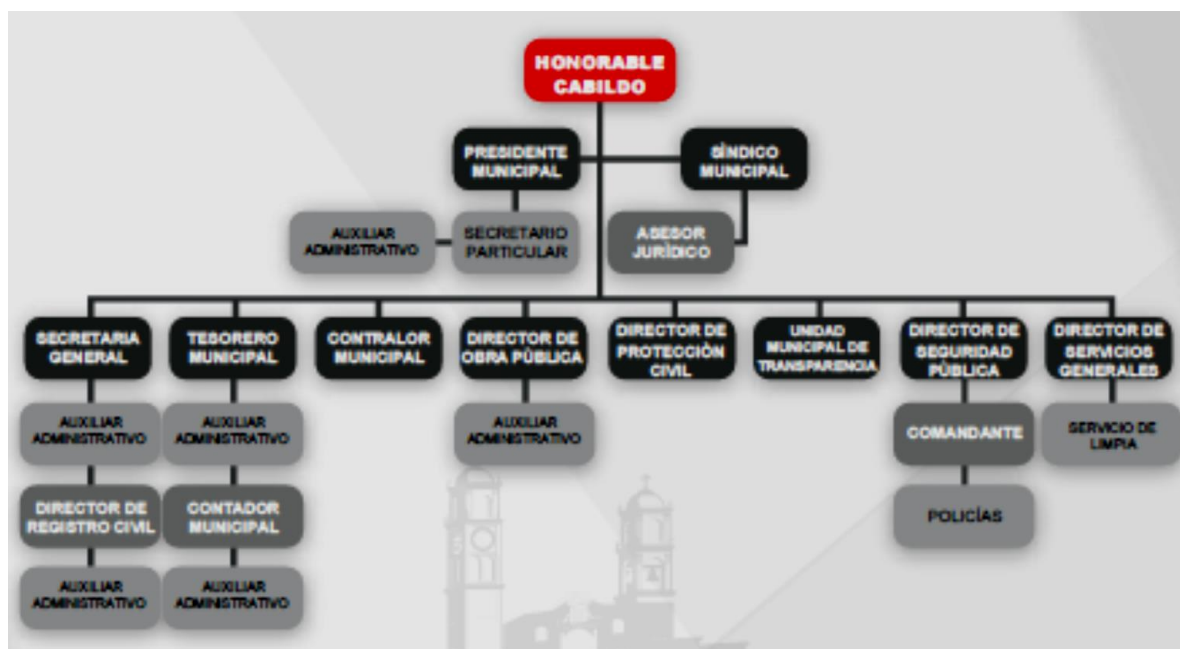 HONORABLE
CABILDO
PRESIDENTE
MUNICIPAL
SÍNDICO
MUNICIPAL
AUXILIAR
ADMINISTRATIVO
SECRETARIO
PARTICULAR
ASESOR
JURÍDICO
SECRETARIA
GENERAL
TESORERO
MUNICIPAL
CONTRALOR
MUNICIPAL
DIRECTOR DE
OBRA PÚBLICA
DIRECTOR DE
PROTECCIÓN
CIVIL
UNIDAD
MUNICIPAL DE
TRANSPARENCIA
DIRECTOR DE
SEGURIDAD
PÚBLICA
DIRECTOR DE
SERVICIOS
GENERALES
AUXILIAR
ADMINISTRATIVO
AUXILIAR
ADMINISTRATIVO
AUXILIAR
ADMINISTRATIVO
COMANDANTE
SERVICIO DE
LIMPIA
DIRECTOR DE
REGISTRO CIVIL
CONTADOR
MUNICIPAL
POLICÍAS
AUXILIAR
ADMINISTRATIVO
AUXILIAR
ADMINISTRATIVO